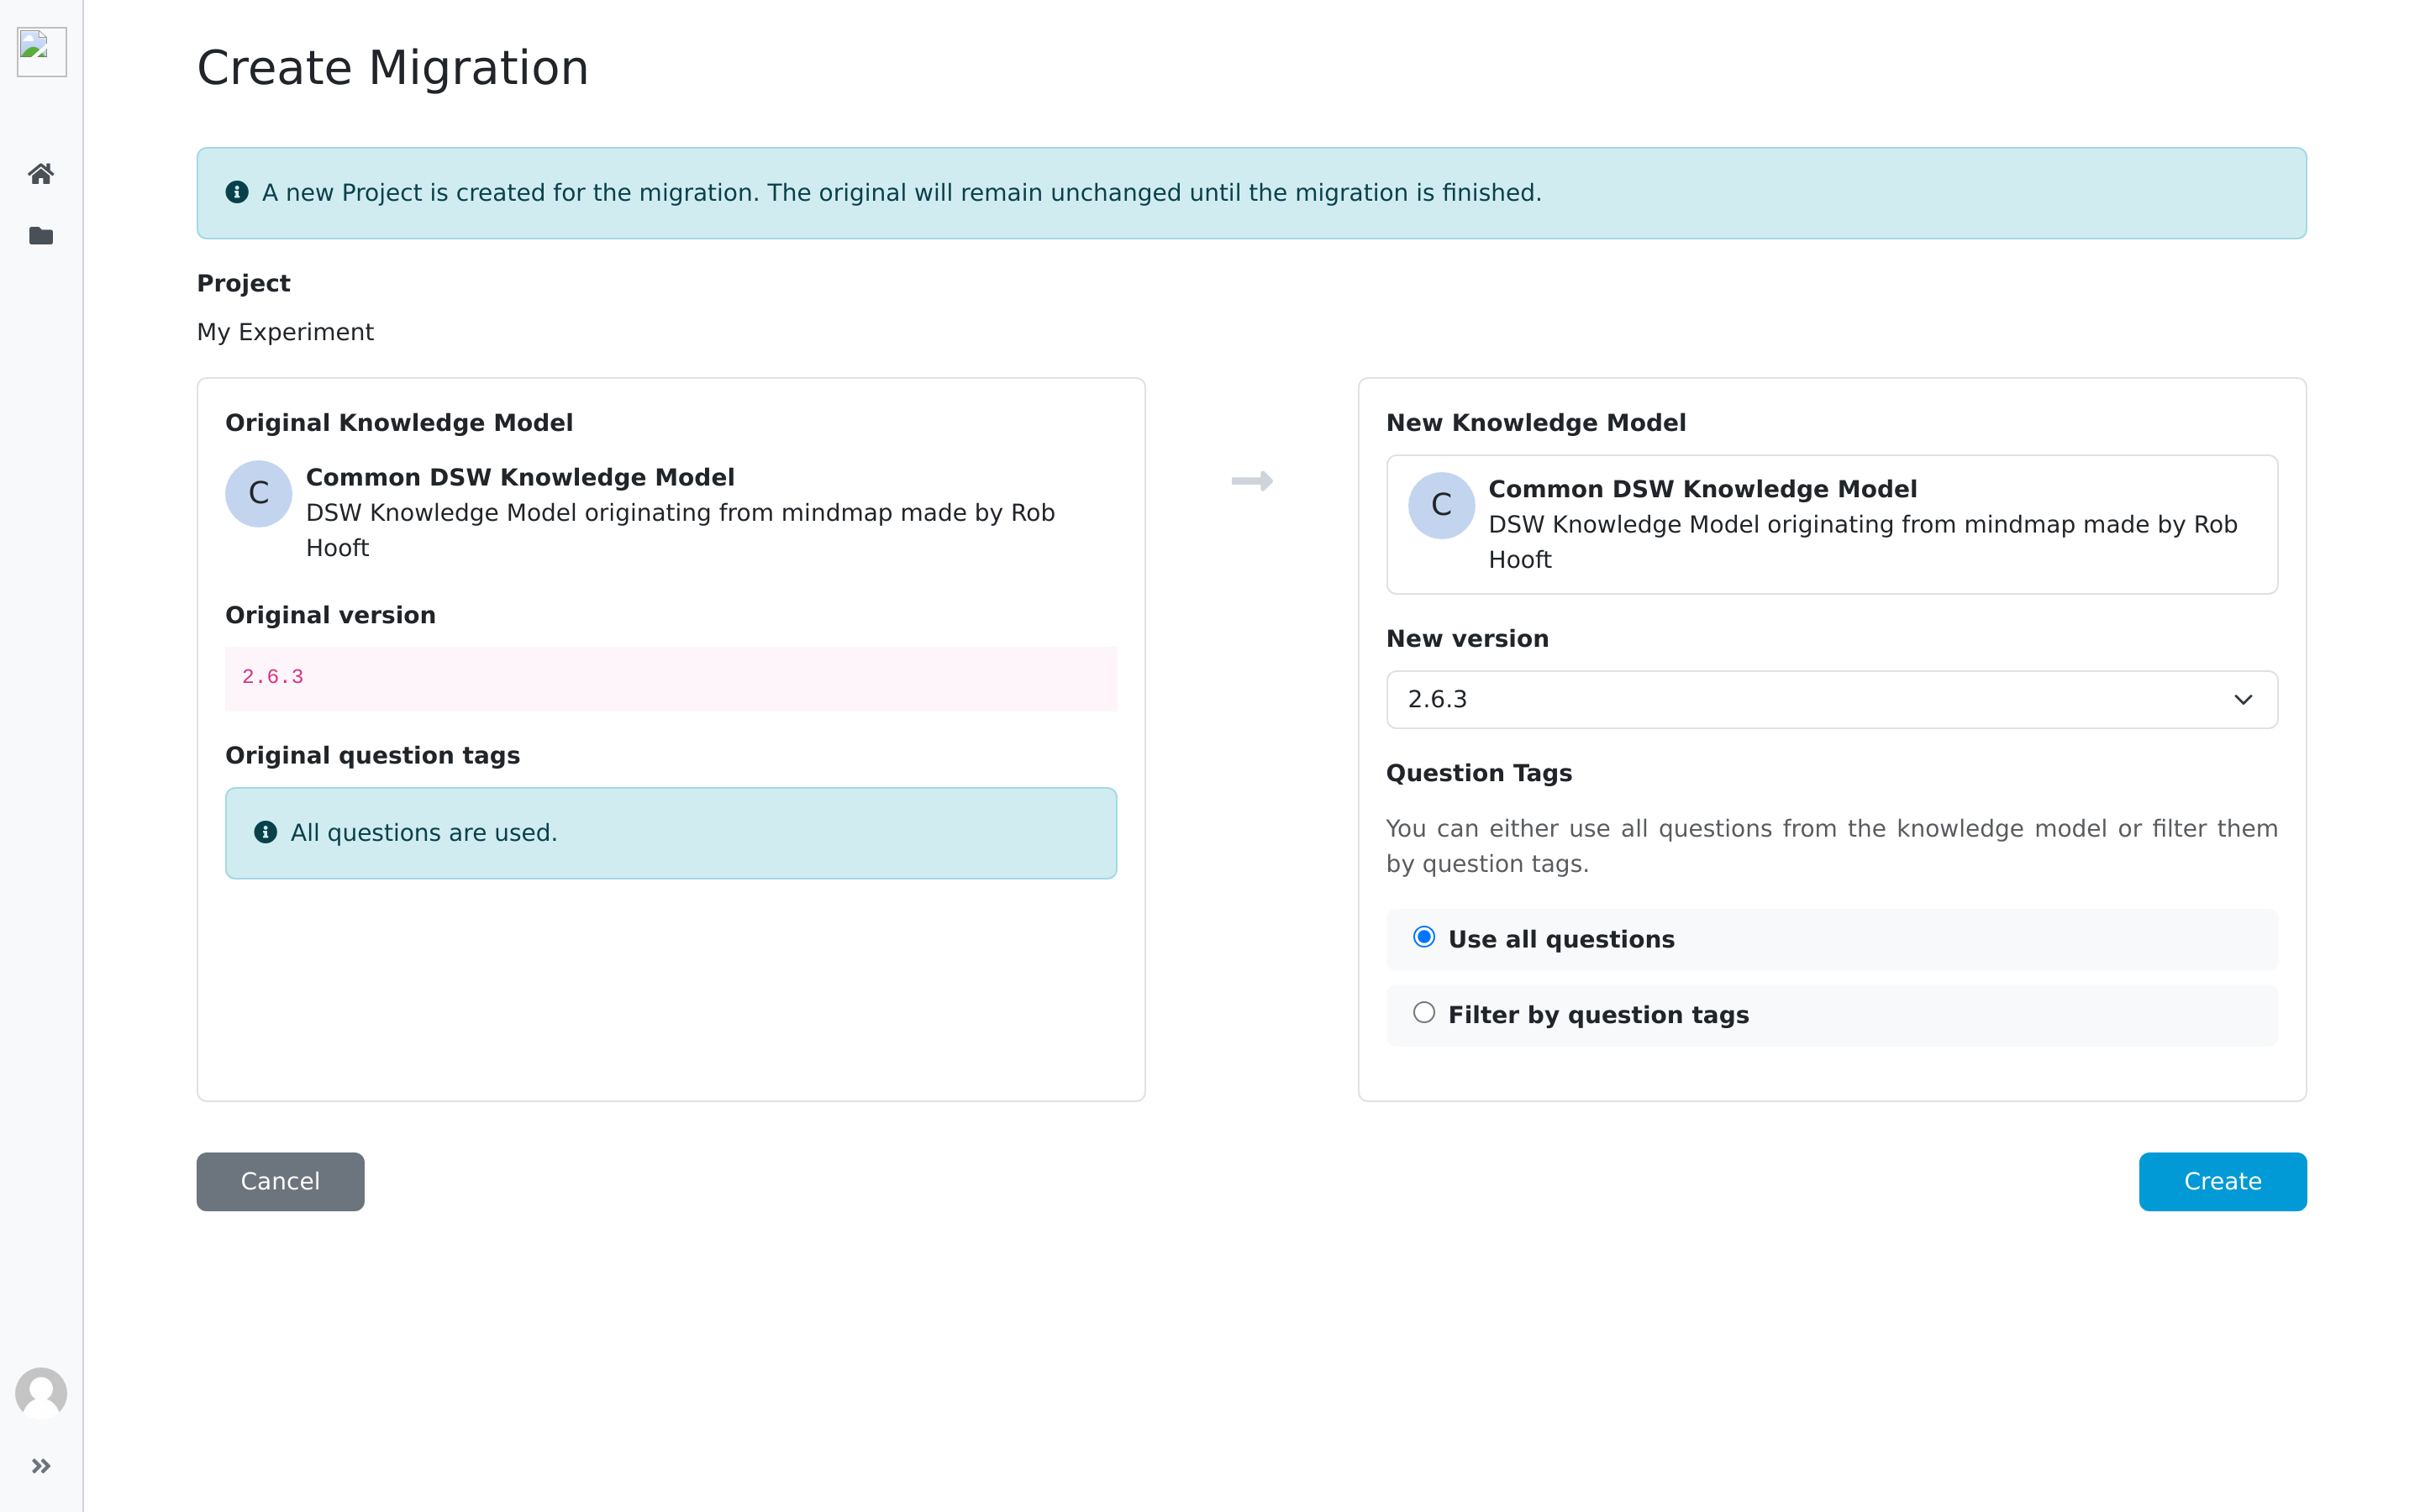 Create Migration
A new Project is created for the migration. The original will remain unchanged until the migration is finished.
Project
My Experiment
Original Knowledge Model
C
Common DSW Knowledge Model
DSW Knowledge Model originating from mindmap made by Rob
Hooft
Original version
2.6.3
Original question tags
All questions are used.
New Knowledge Model
C
Common DSW Knowledge Model
DSW Knowledge Model originating from mindmap made by Rob
Hooft
New version
2.6.3
Question Tags
You can either use all questions from the knowledge model or filter them
by question tags.
Use all questions
Filter by question tags
Cancel
Create